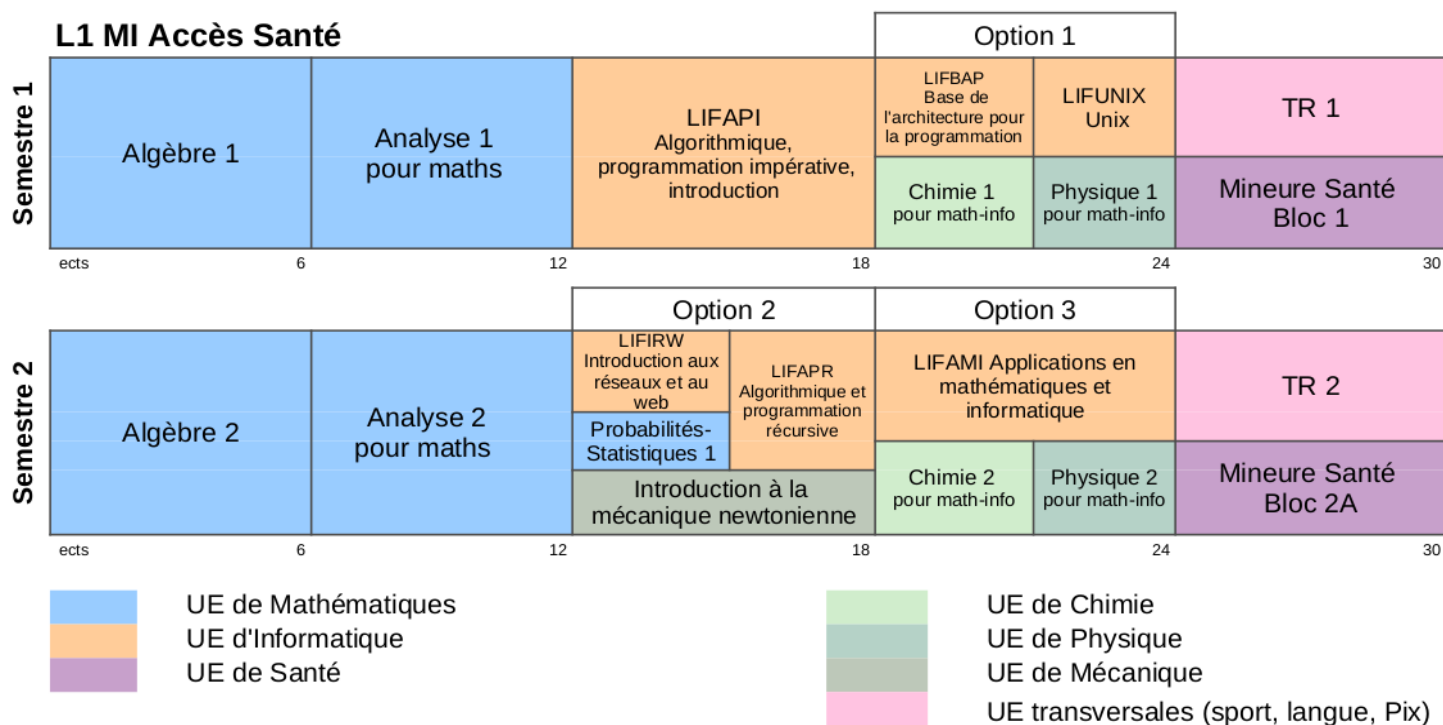 L1 MI Accès Santé
Option 1
Semestre 1
Algèbre 1
Analyse 1
pour maths
LIFAPI
Algorithmique,
programmation impérative,
introduction
LIFBAP
Base de
l'architecture pour
la programmation
LIFUNIX
Unix
TR 1
Chimie 1
pour math-info
Physique 1
pour math-info
Mineure Santé
Bloc 1
ects 6 12 18 24 30
Option 2
Option 3
Semestre 2
Algèbre 2
Analyse 2
pour maths
LIFIRW
Introduction aux
réseaux et au
web
Probabilités-
Statistiques 1
LIFAPR
Algorithmique et
programmation
récursive
Introduction à la
mécanique newtonienne
LIFAMI Applications en
mathématiques et
informatique
TR 2
Chimie 2
pour math-info
Physique 2
pour math-info
Mineure Santé
Bloc 2A
ects 6 12 18 24 30
UE de Mathématiques
UE d'Informatique
UE de Santé
UE de Chimie
UE de Physique
UE de Mécanique
UE transversales (sport, langue, Pix)